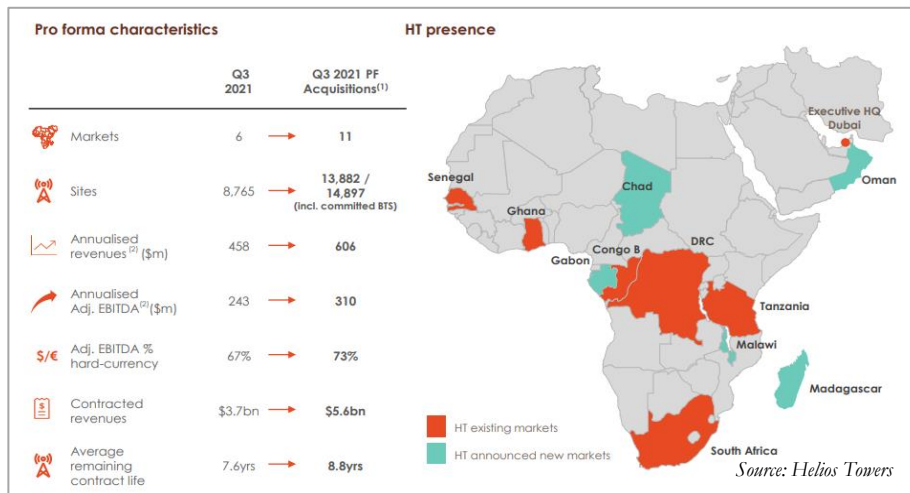 Pro forma characteristics
HT presence
Q3
2021
Q3 2021 PF
Acquisitions(1)
Markets
6
11
Sites
8,765
13,882 /
14,897
(incl. committed BTS)
Annualised
revenues(2) ($m)
458
606
Annualised
Adj. EBITDA(2)($m)
243
310
$/€
Adj. EBITDA %
hard-currency
67%
73%
$
Contracted
revenues
$3.7bn
$5.6bn
Average
remaining
contract life
7.6yrs
8.8yrs
Executive HQ
Dubai
Oman
Senegal
Chad
Ghana
Congo B
DRC
Gabon
Tanzania
Malawi
Madagascar
South Africa
HT existing markets
HT announced new markets
Source: Helios Towers